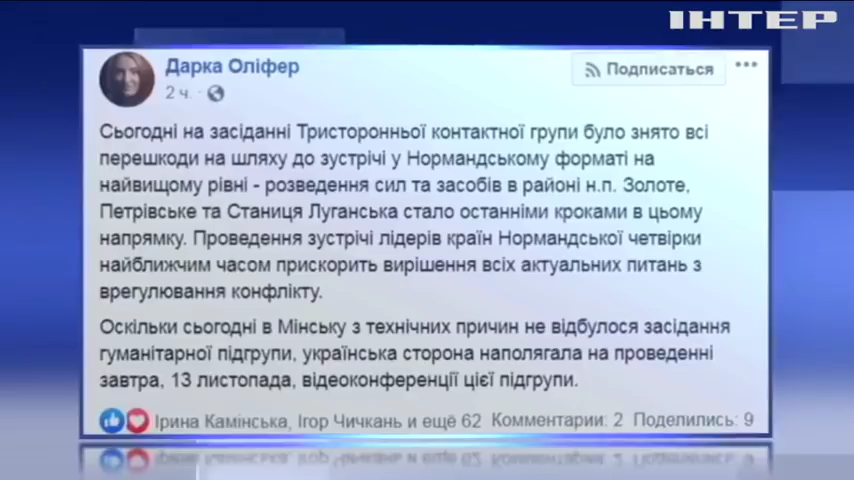 ІНТЕР
Дарка Оліфер
Подписаться
2 ч.
Сьогодні на засіданні Тристоронньої контактної групи було знято всі
перешкоди на шляху до зустрічі у Нормандському форматі на
найвищому рівні - розведення сил та засобів в районі н.п. Золоте,
Петрівське та Станиця Луганська стало останніми кроками в цьому
напрямку. Проведення зустрічі лідерів країн Нормандської четвірки
найближчим часом прискорить вирішення всіх актуальних питань з
врегулювання конфлікту.
Оскільки сьогодні в Мінську з технічних причин не відбулося засідання
гуманітарної підгрупи, українська сторона наполягала на проведенні
завтра, 13 листопада, відеоконференції цієї підгрупи.
Ірина Камінська, Ігор Чичкань и ещё 62 Комментарии: 2 Поделились: 9